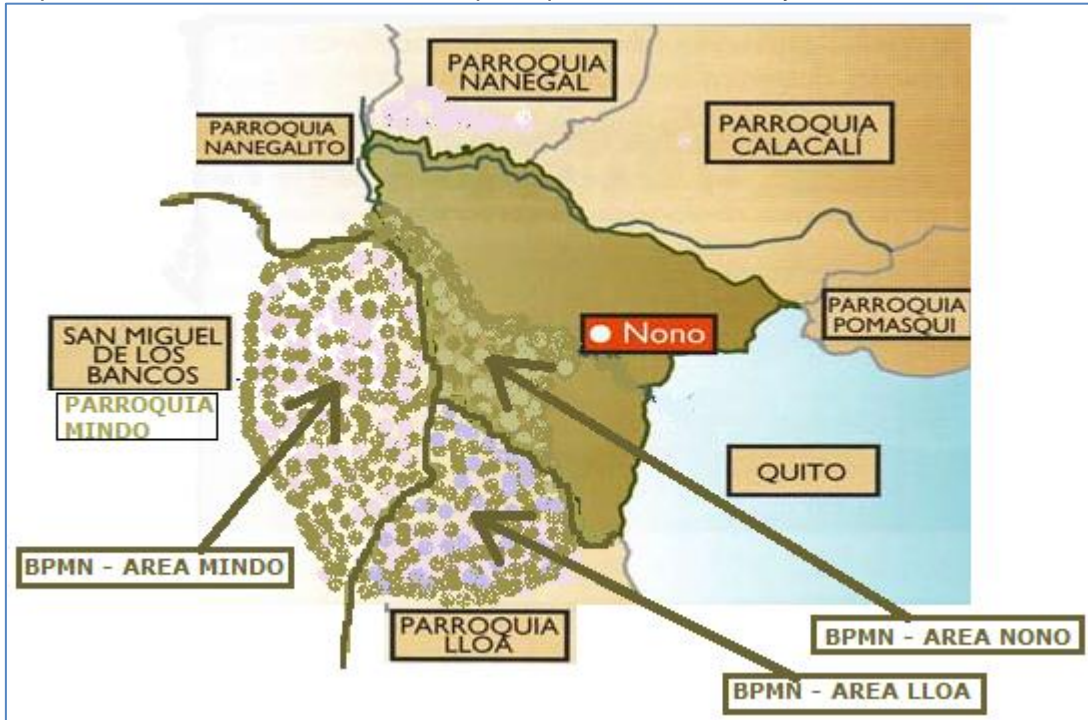 PARROQUIA
NANEGAL
PARROQUIA
NANEGALITO
PARROQUIA
CALACALÍ
PARROQUIA
POMASQUI
Nono
SAN MIGUEL
DE LOS
BANCOS
PARROQUIA
MINDO
QUITO
BPMN - AREA MINDO
PARROQUIA
LLOA
BPMN - AREA NONO
BPMN - AREA LLOA